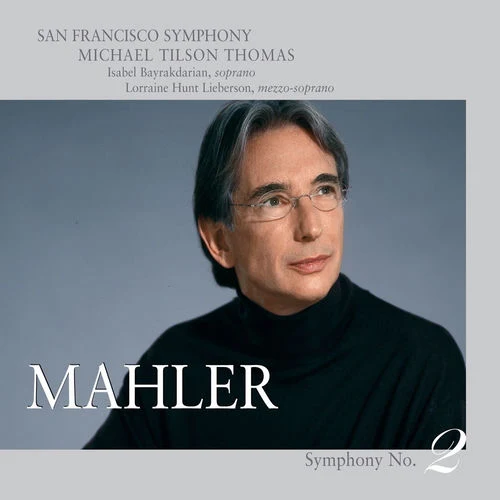 SAN FRANCISCO SYMPHONY
MICHAEL TILSON THOMAS
Isabel Bayrakdarian, soprano
Lorraine Hunt Lieberson, mezzo-soprano
MAHLER
Symphony No. 2